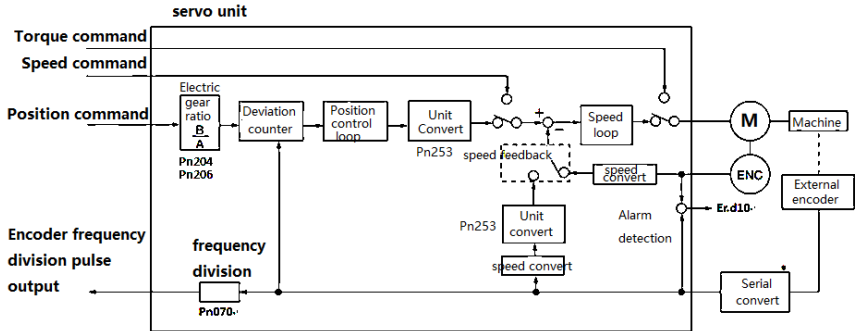 servo unit
Torque command
Speed command
Position command
Electric
gear
ratio
B
A
Pn204
Pn206
Deviation
counter
Position
control
loop
Unit
Convert
Pn253
+
−
Speed
loop
M
Machine
speed feedback
speed
convert
ENC
External
encoder
Pn253
Unit
convert
Alarm
detection
Er.d10
speed convert
Encoder frequency
division pulse
output
frequency
division
Pn070
Serial
convert